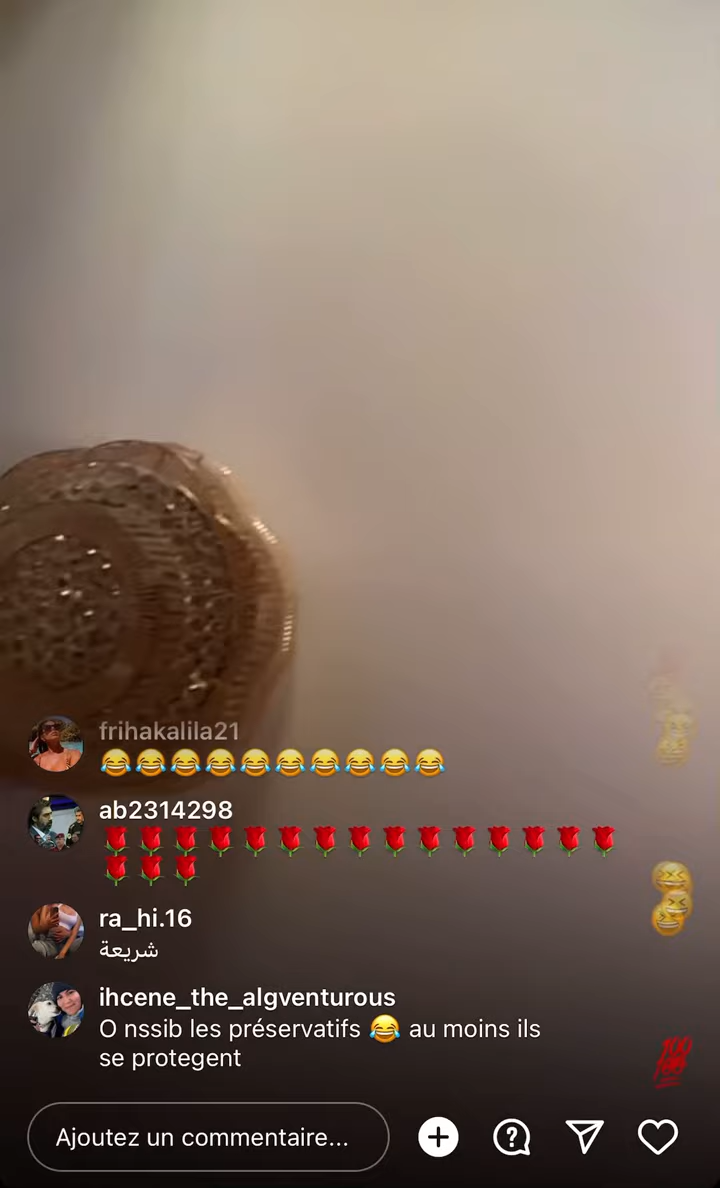 frihakalila21
😂😂😂😂😂😂😂😂😂😂
ab2314298
🌹🌹🌹🌹🌹🌹🌹🌹🌹🌹🌹🌹🌹🌹🌹
🌹🌹🌹
ra_hi.16
شريعة
ihcene_the_algventurous
O nssib les préservatifs 😂 au moins ils
se protegent
Ajoutez un commentaire...